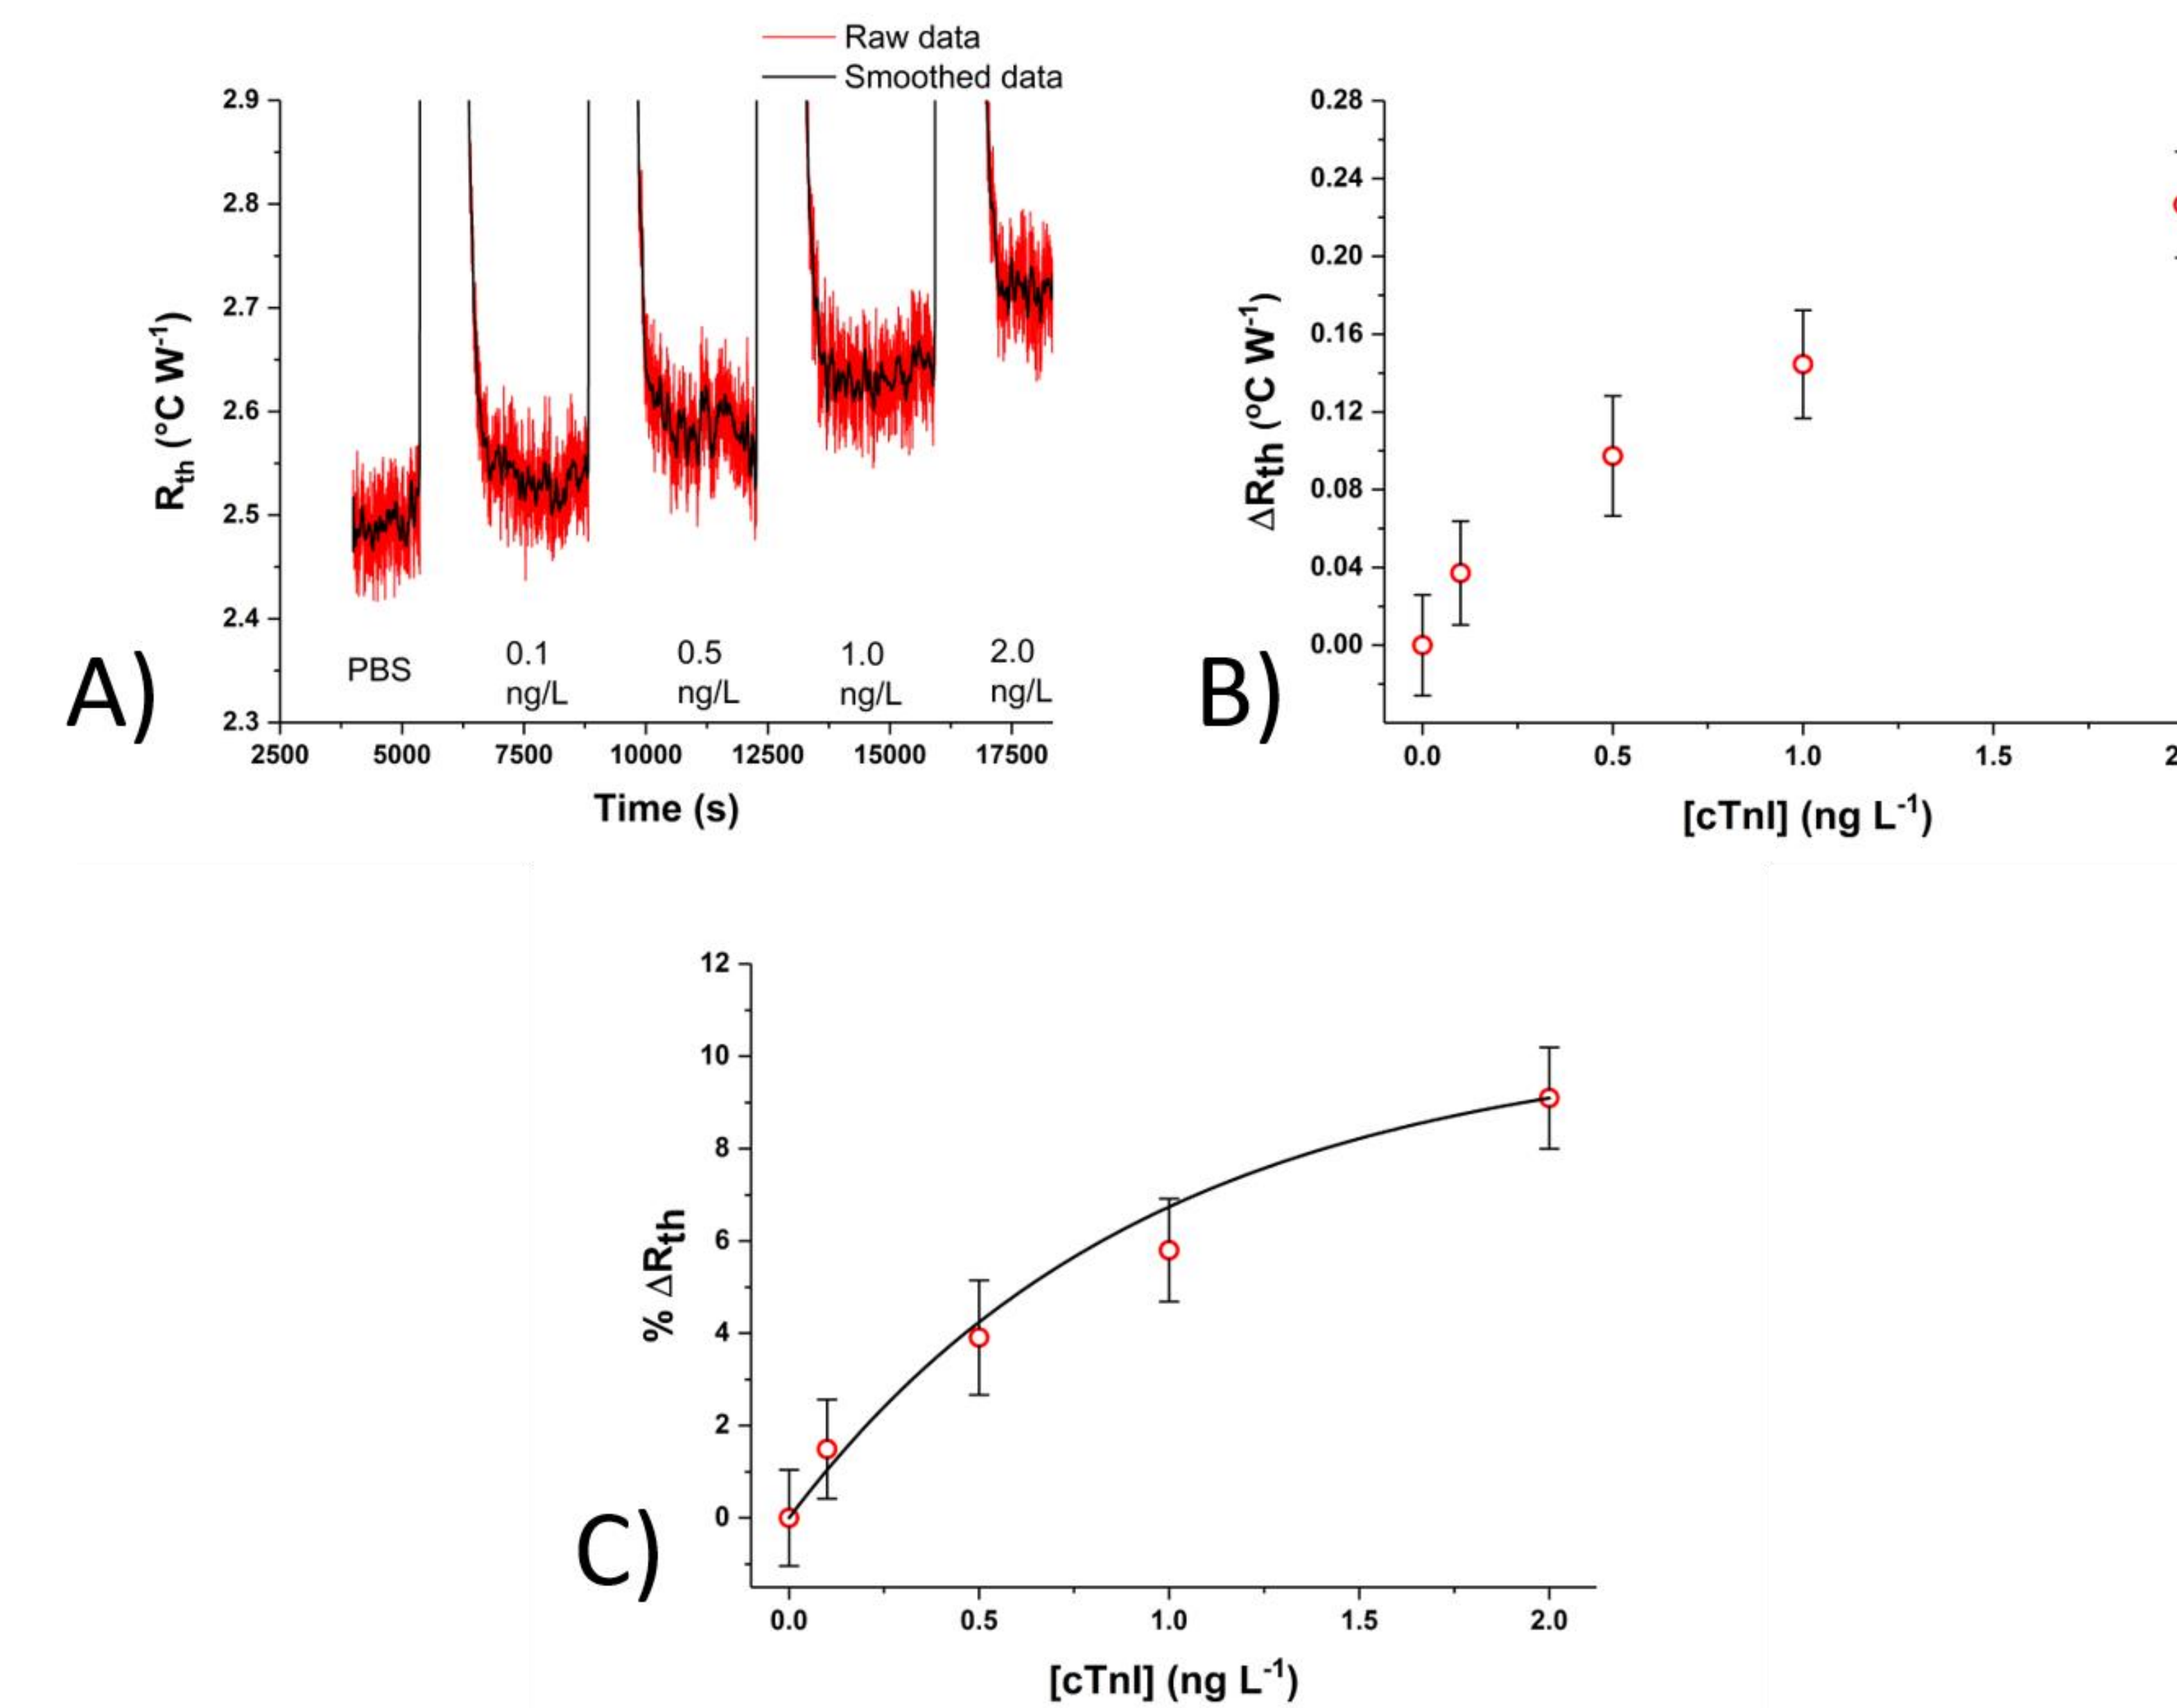 Raw data
Smoothed data
2.9
2.8
2.7
2.6
2.5
2.4
2.3
Rth (°C W-1)
PBS
0.1 ng/L
0.5 ng/L
1.0 ng/L
2.0 ng/L
2500 5000 7500 10000 12500 15000 17500
Time (s)
A)
0.28
0.24
0.20
0.16
0.12
0.08
0.04
0.00
ΔRth (ºC W-1)
0.0 0.5 1.0 1.5 2
[cTnI] (ng L-1)
B)
12
10
8
6
4
2
0
% ΔRth
0.0 0.5 1.0 1.5 2.0
[cTnI] (ng L-1)
C)